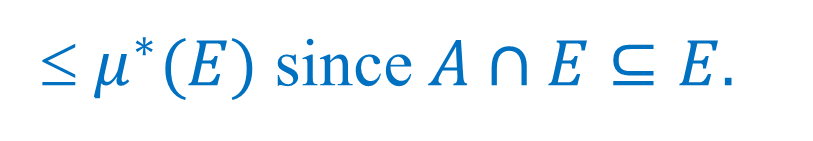 ≤ μ*(E) since A ∩ E ⊆ E.